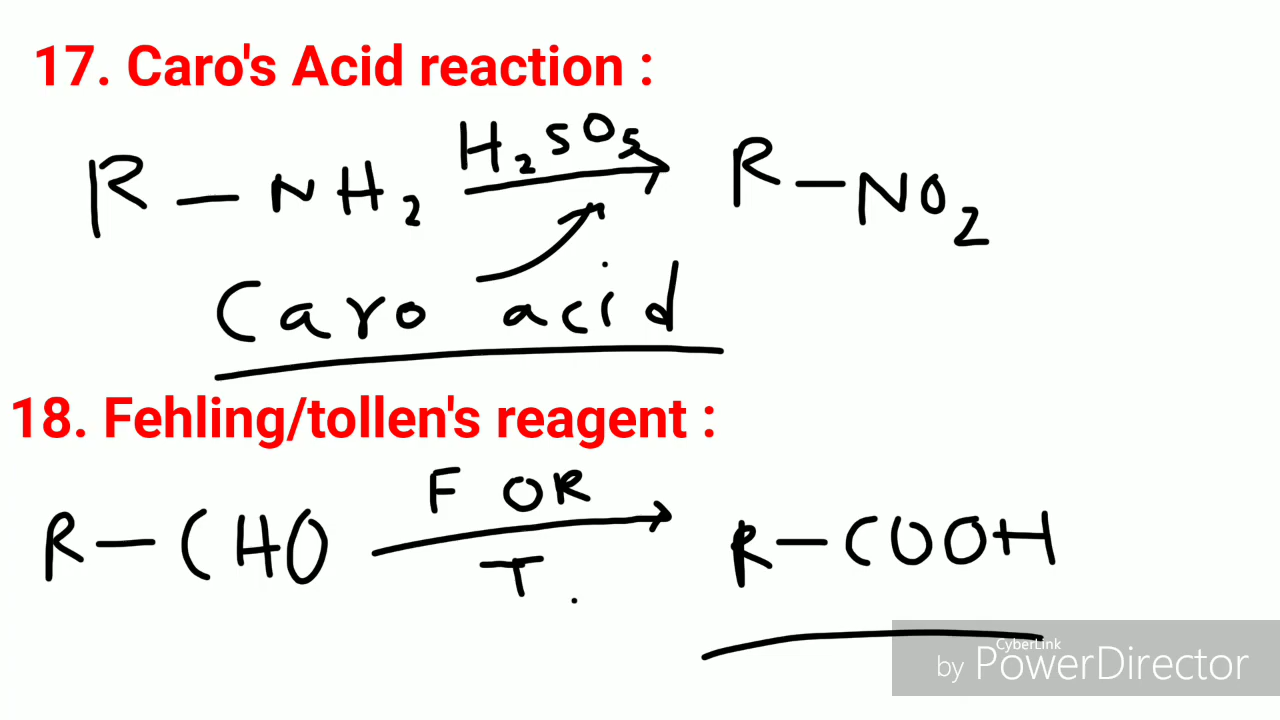 17. Caro's Acid reaction :
R - NH2 H2SO5 R - NO2
Caro acid
18. Fehling/tollen's reagent :
R - CHO F OR T R - COOH
CyberLink
by PowerDirector